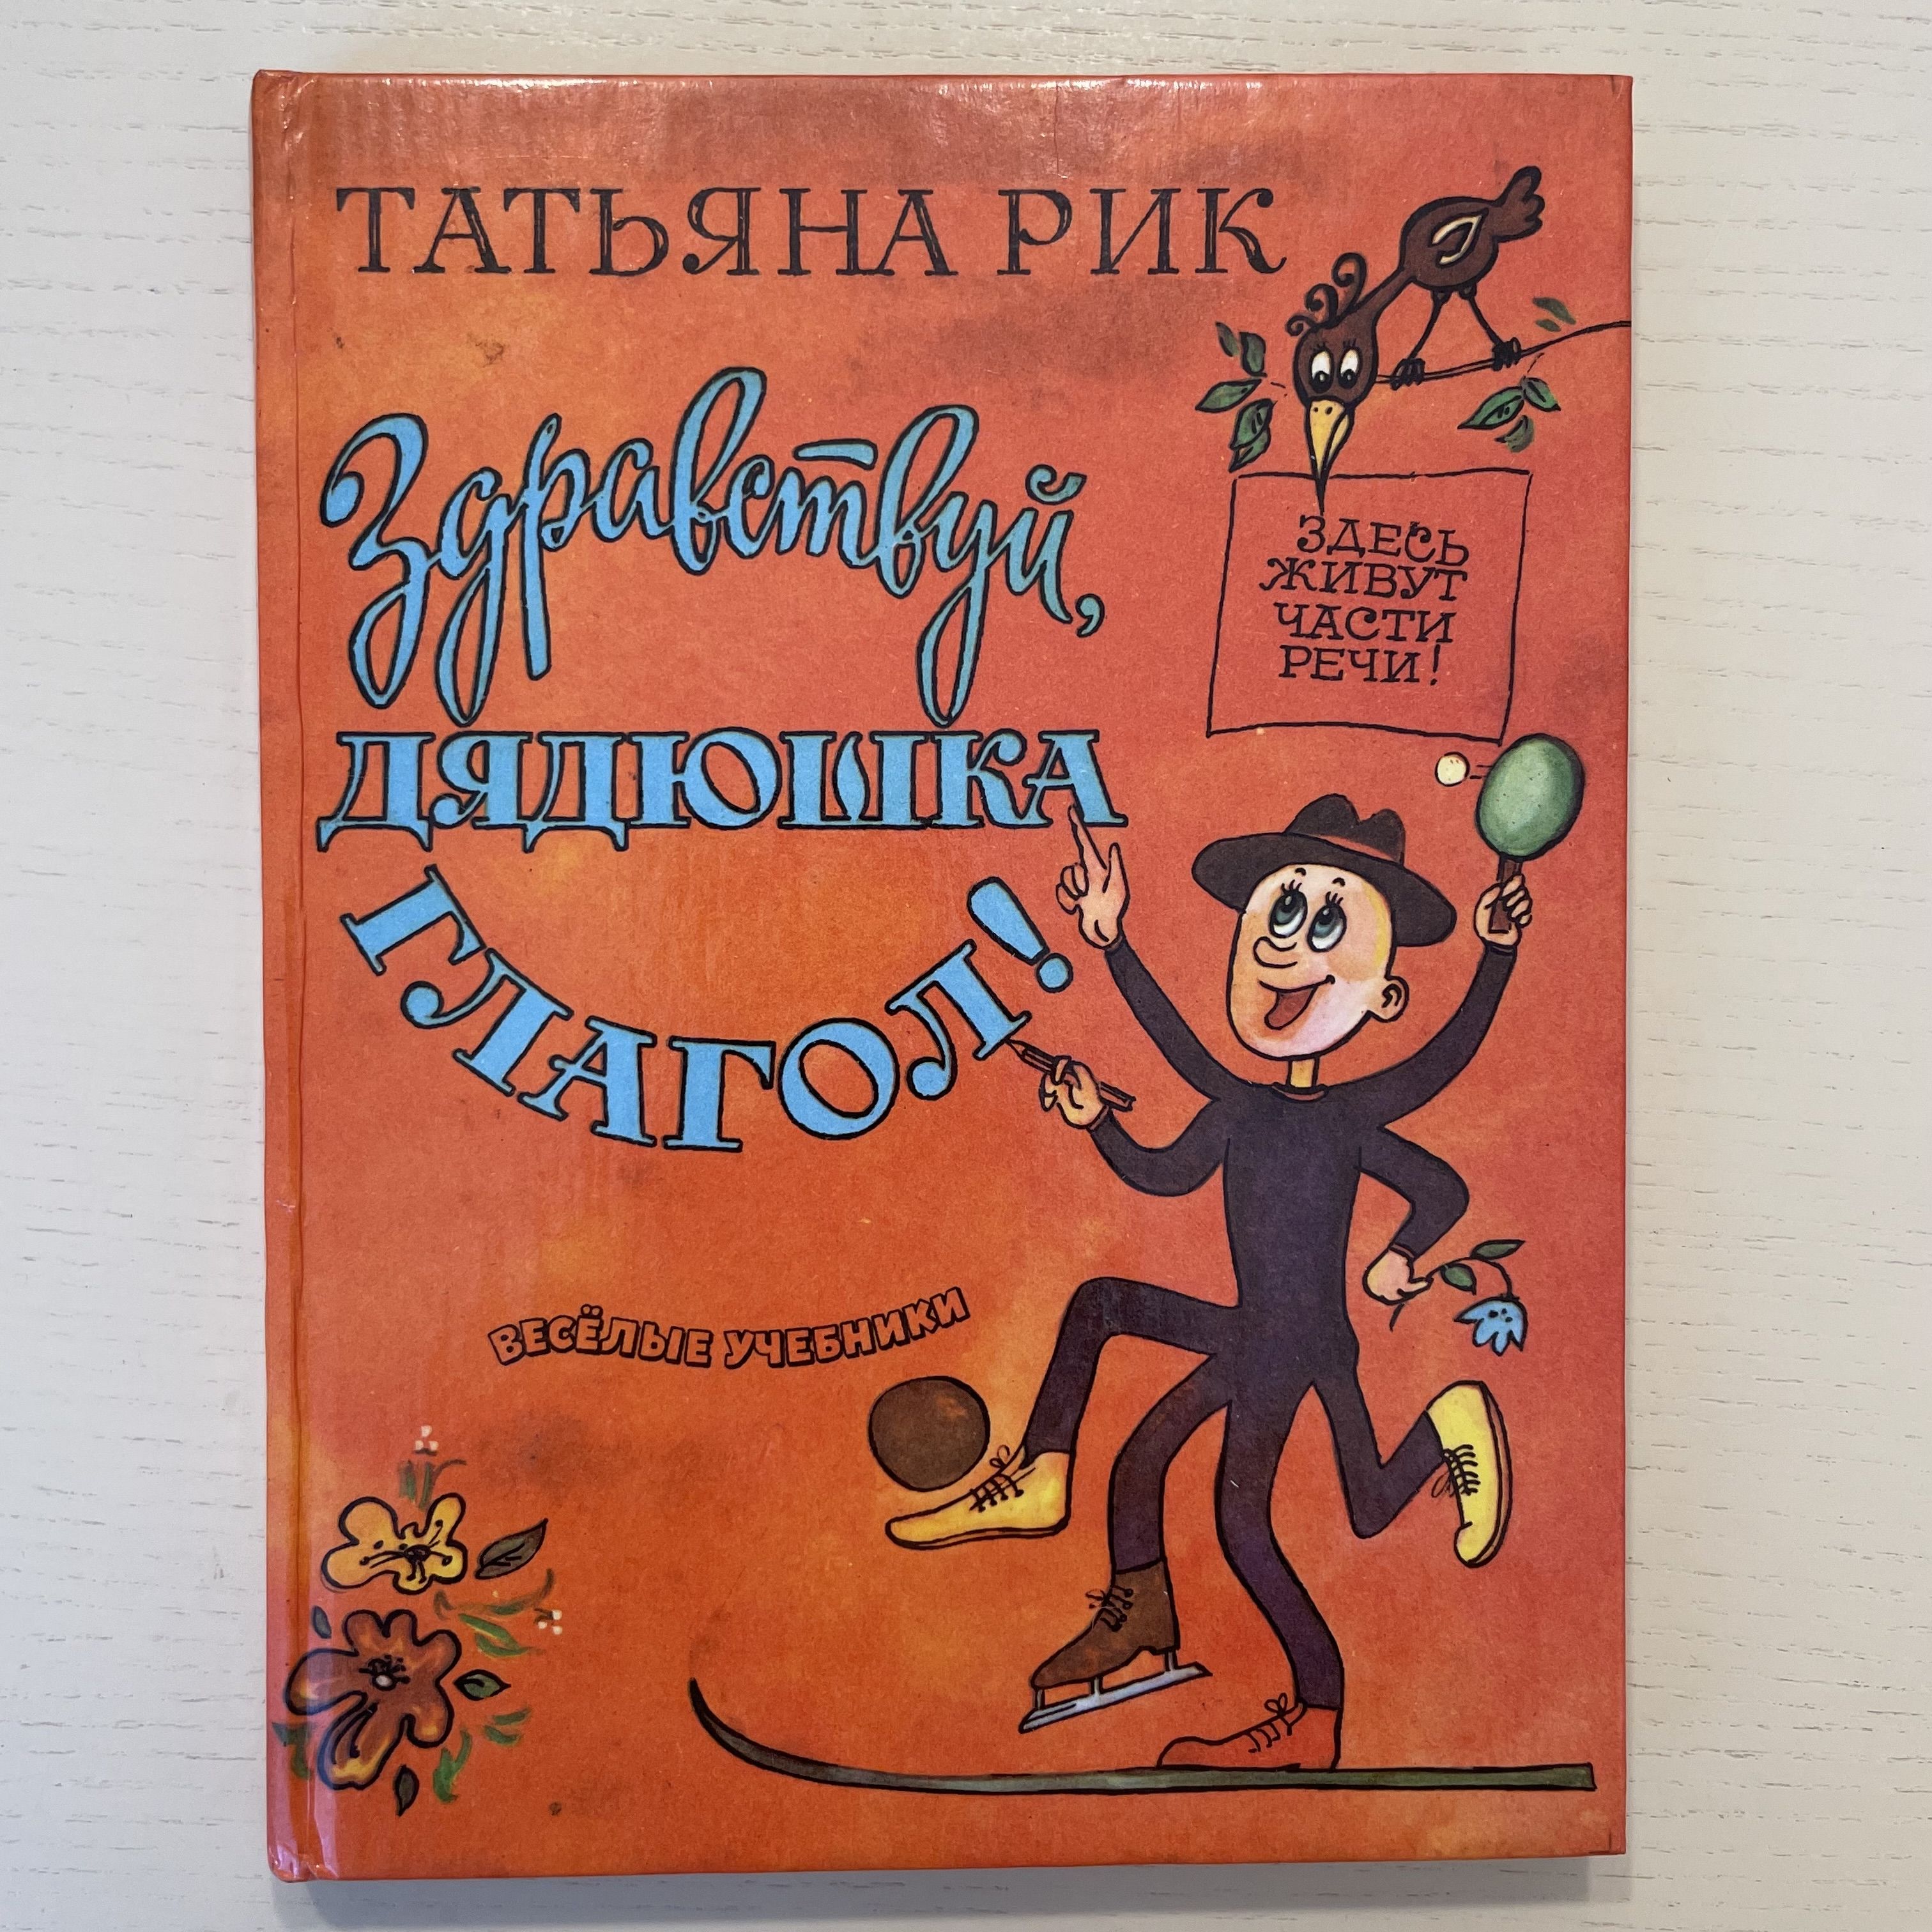 ТАТЬЯНА РИК
Здравствуй,
ДЯДЮШКА
ГЛАГОЛ!
ЗДЕСЬ
ЖИВУТ
ЧАСТИ
РЕЧИ!
ВЕСЁЛЫЕ УЧЕБНИКИ